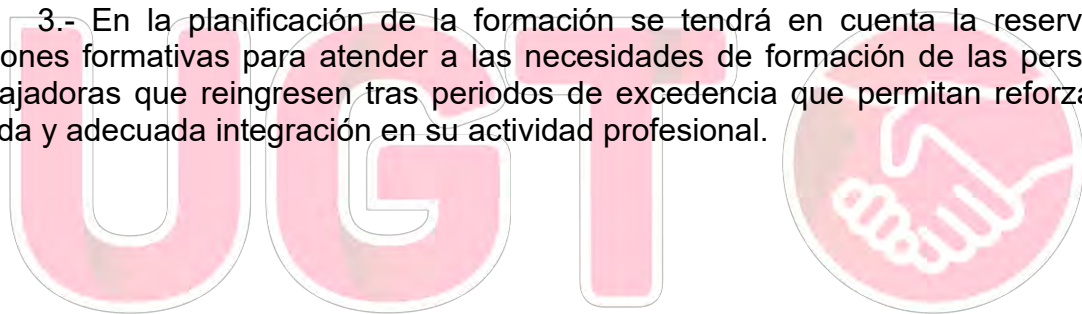 3.- En la planificación de la formación se tendrá en cuenta la reserv
ones formativas para atender a las necesidades de formación de las pers
ajadoras que reingresen tras periodos de excedencia que permitan reforza
da y adecuada integración en su actividad profesional.
UGT